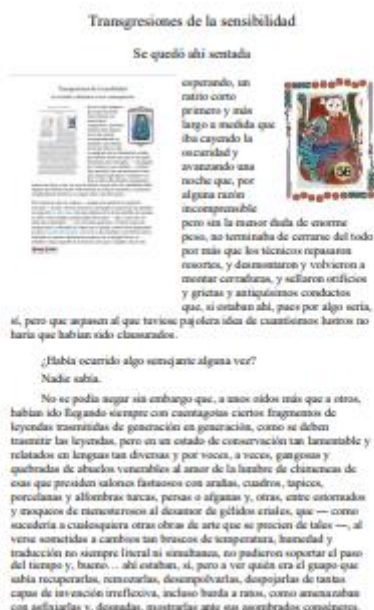 Transgresiones de la sensibilidad
Se quedó ahí sentada
esperando, un
ratito corto
primero y más
largo a medida que
iba cayendo la
oscuridad y
avanzando una
noche que, por
alguna razón
incomprensible
pero sin la menor duda de enorme
peso, no terminaba de cerrarse del todo
por más que los técnicos repasaron
resortes, y desmontaron y volvieron a
montar cerraduras, y sellaron orificios
y grietas y antiquísimos conductos
que, si estaban ahí, pues por algo sería,
sí, pero que aspasen al que tuviese pajolera idea de cuantísimos lustros no
haría que habían sido clausurados.
¿Había ocurrido algo semejante alguna vez?
Nadie sabía.
No se podía negar sin embargo que, a unos oídos más que a otros,
habían ido llegando siempre con cuentagotas ciertos fragmentos de
leyendas trasmitidas de generación en generación, como se deben
trasmitir las leyendas, pero en un estado de conservación tan lamentable y
relatados en lenguas tan diversas y por voces, a veces, gangosas y
quebradas de abuelos venerables al amor de la lumbre de chimeneas de
esas que presiden salones fastuosos con arañas, cuadros, tapices,
porcelanas y alfombras turcas, persas o afganas y, otras, entre estornudos
y moqueos de menesterosos al desamor de gélidos eriales, que — como
sucedería a cualesquiera otras obras de arte que se precien de tales —, al
verse sometidas a cambios tan bruscos de temperatura, humedad y
traducción no siempre literal ni simultánea, no pudieron soportar el paso
del tiempo y, bueno… ahí estaban, sí, pero a ver quién era el guapo que
sabía recuperarlas, remozarlas, desempolvarlas, despojarlas de tantas
capas de invención irreflexiva, incluso burda a ratos, como amenazaban
con asfixiarlas y, desnudas, mostrarlas ante sus asombrados congéneres.
56